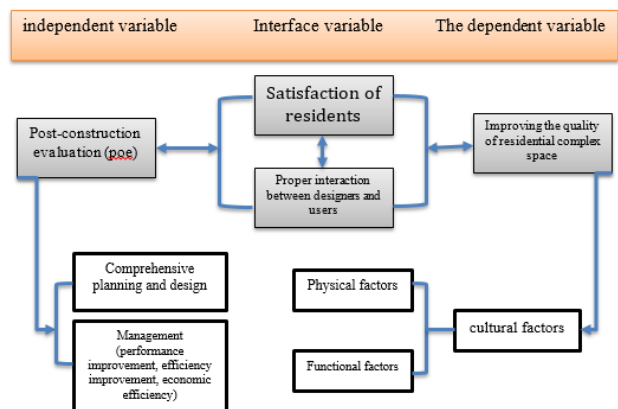 independent variable Interface variable The dependent variable
Satisfaction of
residents
Post-construction
evaluation (poe)
Improving the quality
of residential complex
space
Proper interaction
between designers and
users
Comprehensive
planning and design
Physical factors
cultural factors
Management
(performance
improvement, efficiency
improvement, economic
efficiency)
Functional factors